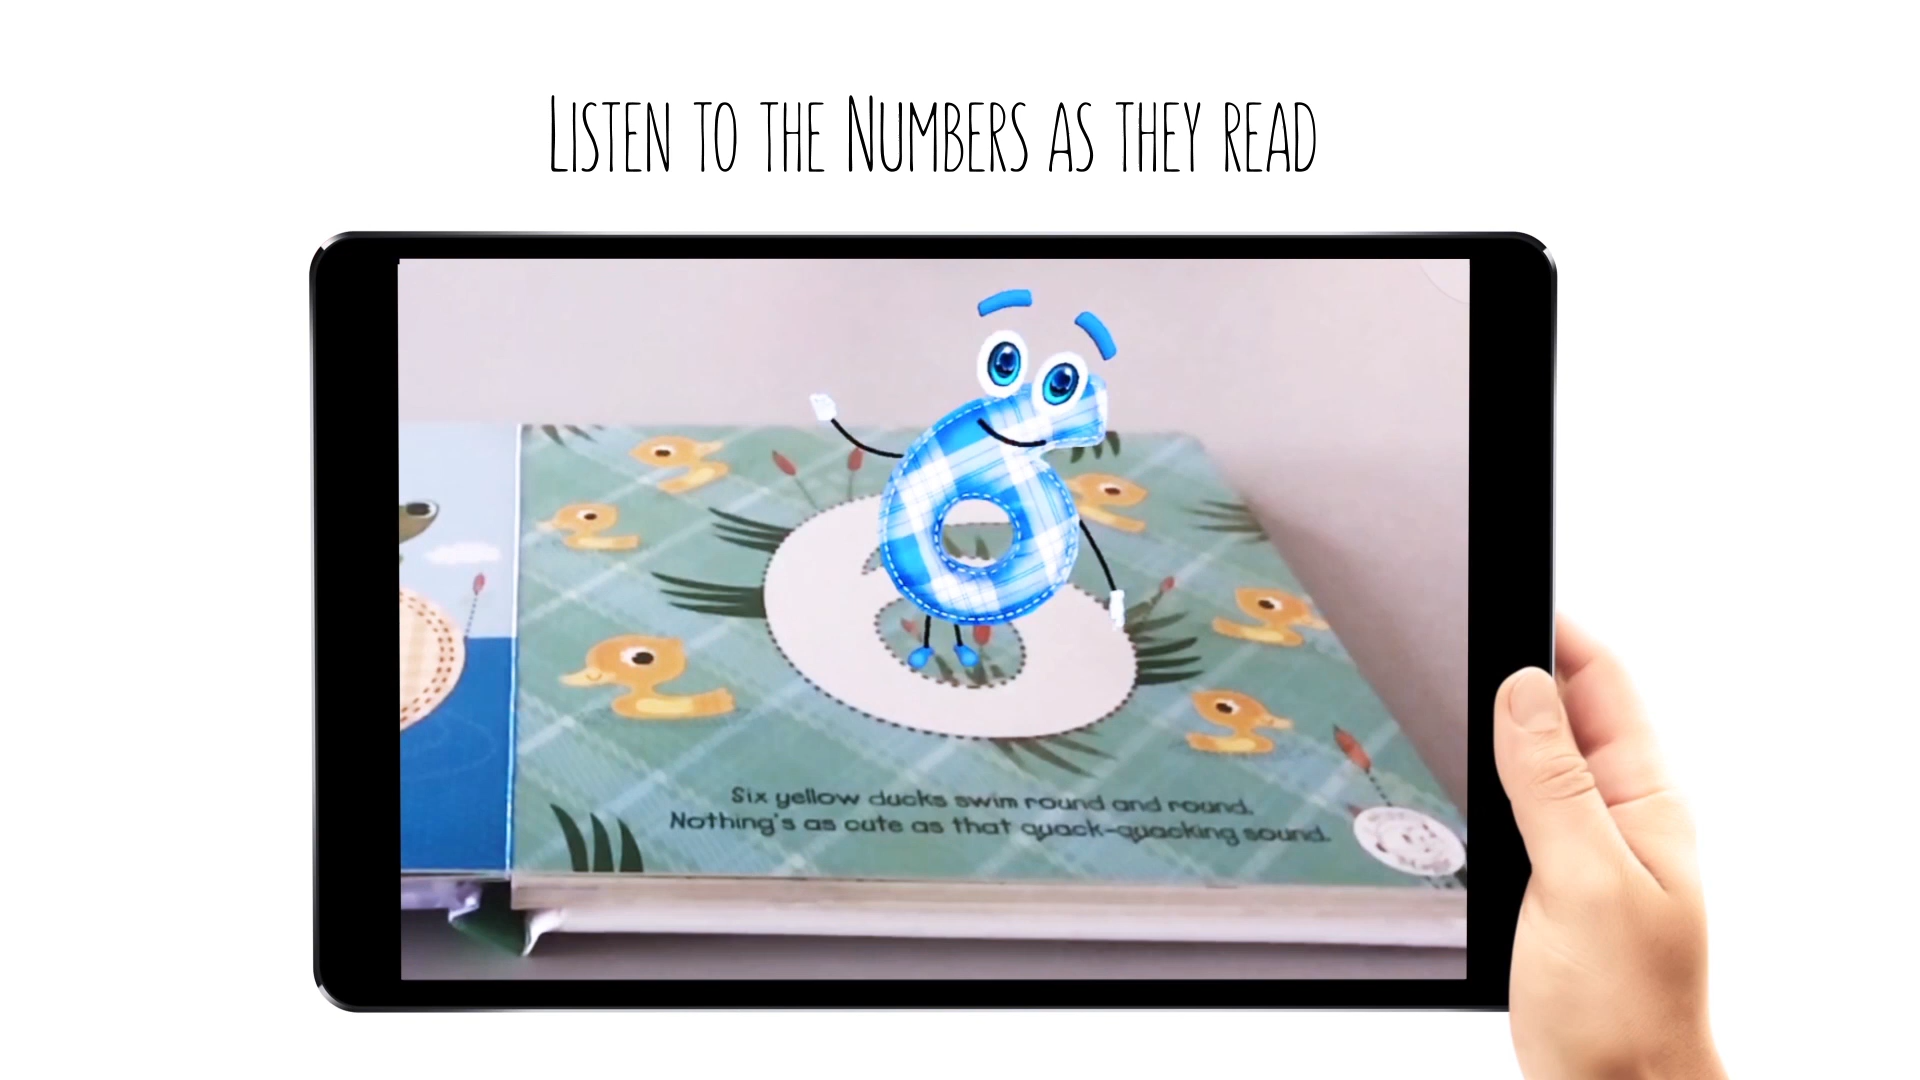 Listen to the Numbers as they read
6
Six yellow ducks swim round and round.
Nothing's as cute as that quack-quacking sound.